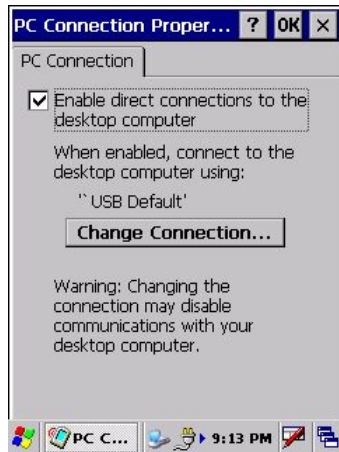 PC Connection Proper... ? OK ×
PC Connection
Enable direct connections to the
desktop computer
When enabled, connect to the
desktop computer using:
'` USB Default'
Change Connection...
Warning: Changing the
connection may disable
communications with your
desktop computer.
PC C... 9:13 PM